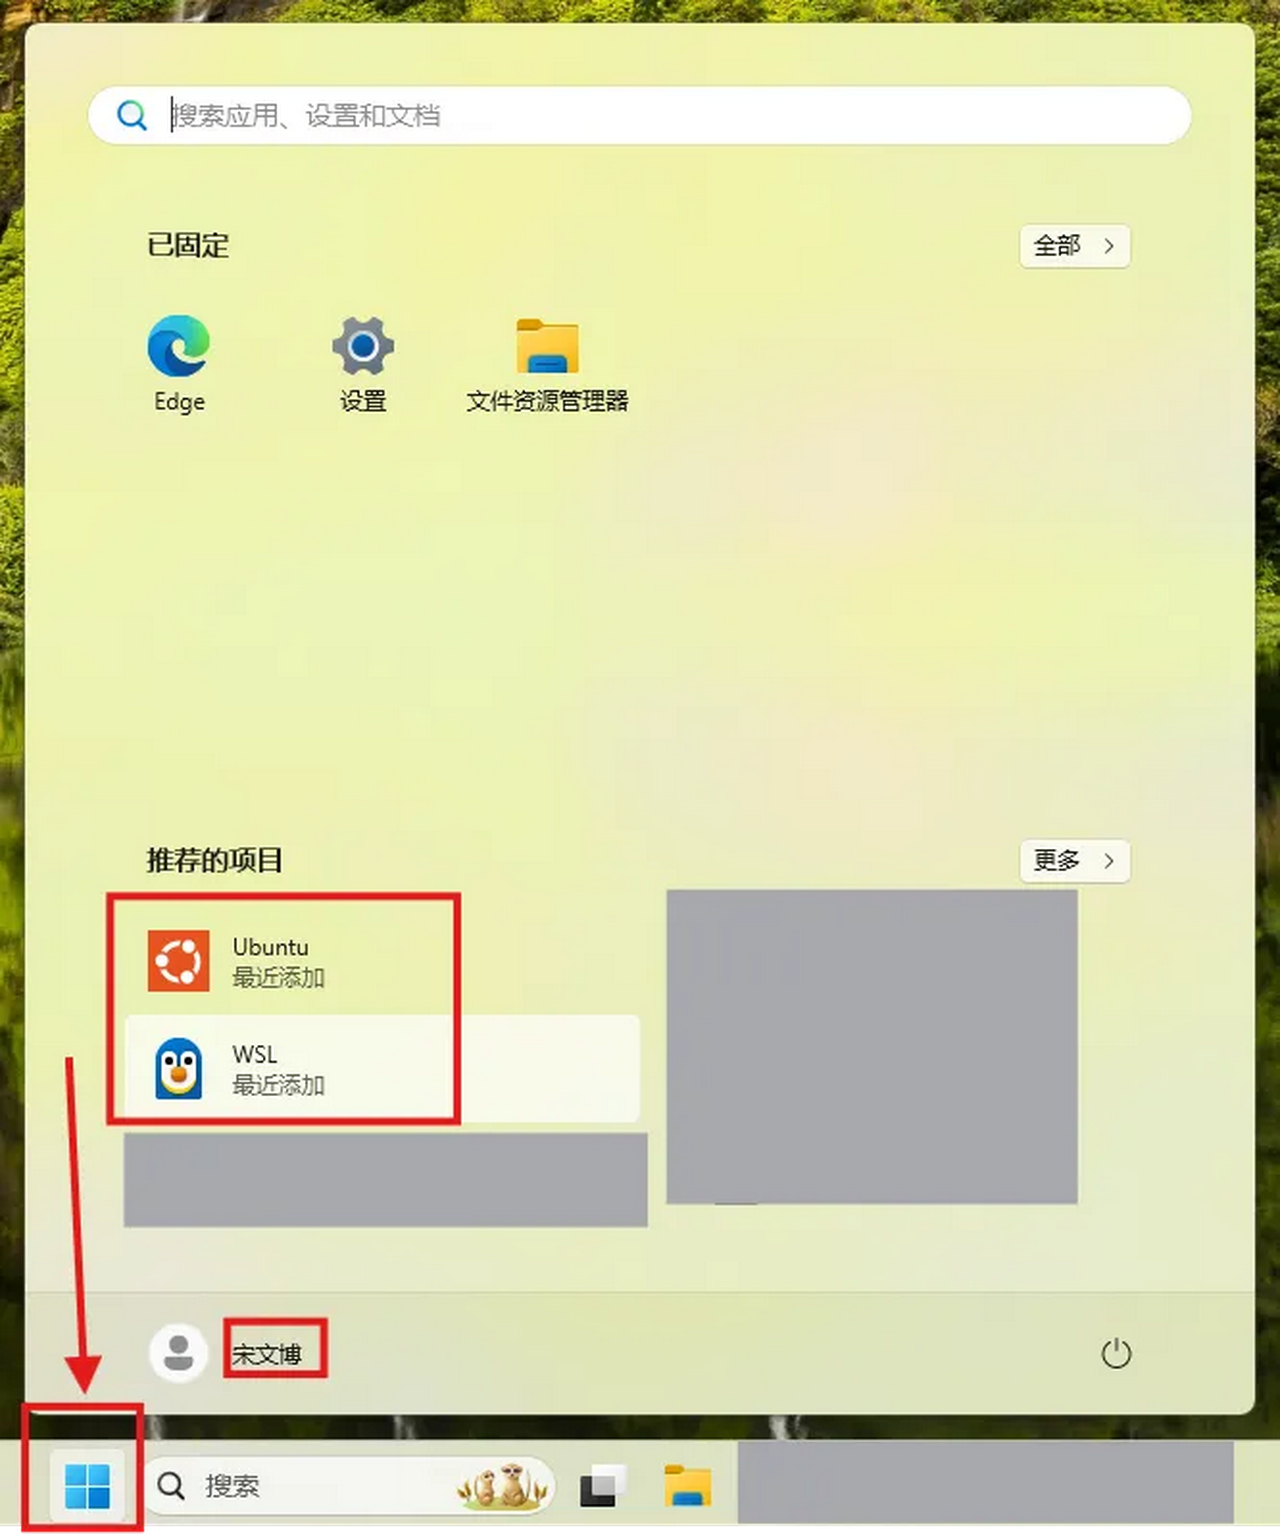 搜索应用、设置和文档
已固定
全部
Edge
设置
文件资源管理器
推荐的项目
更多
Ubuntu
最近添加
WSL
最近添加
宋文博
搜索